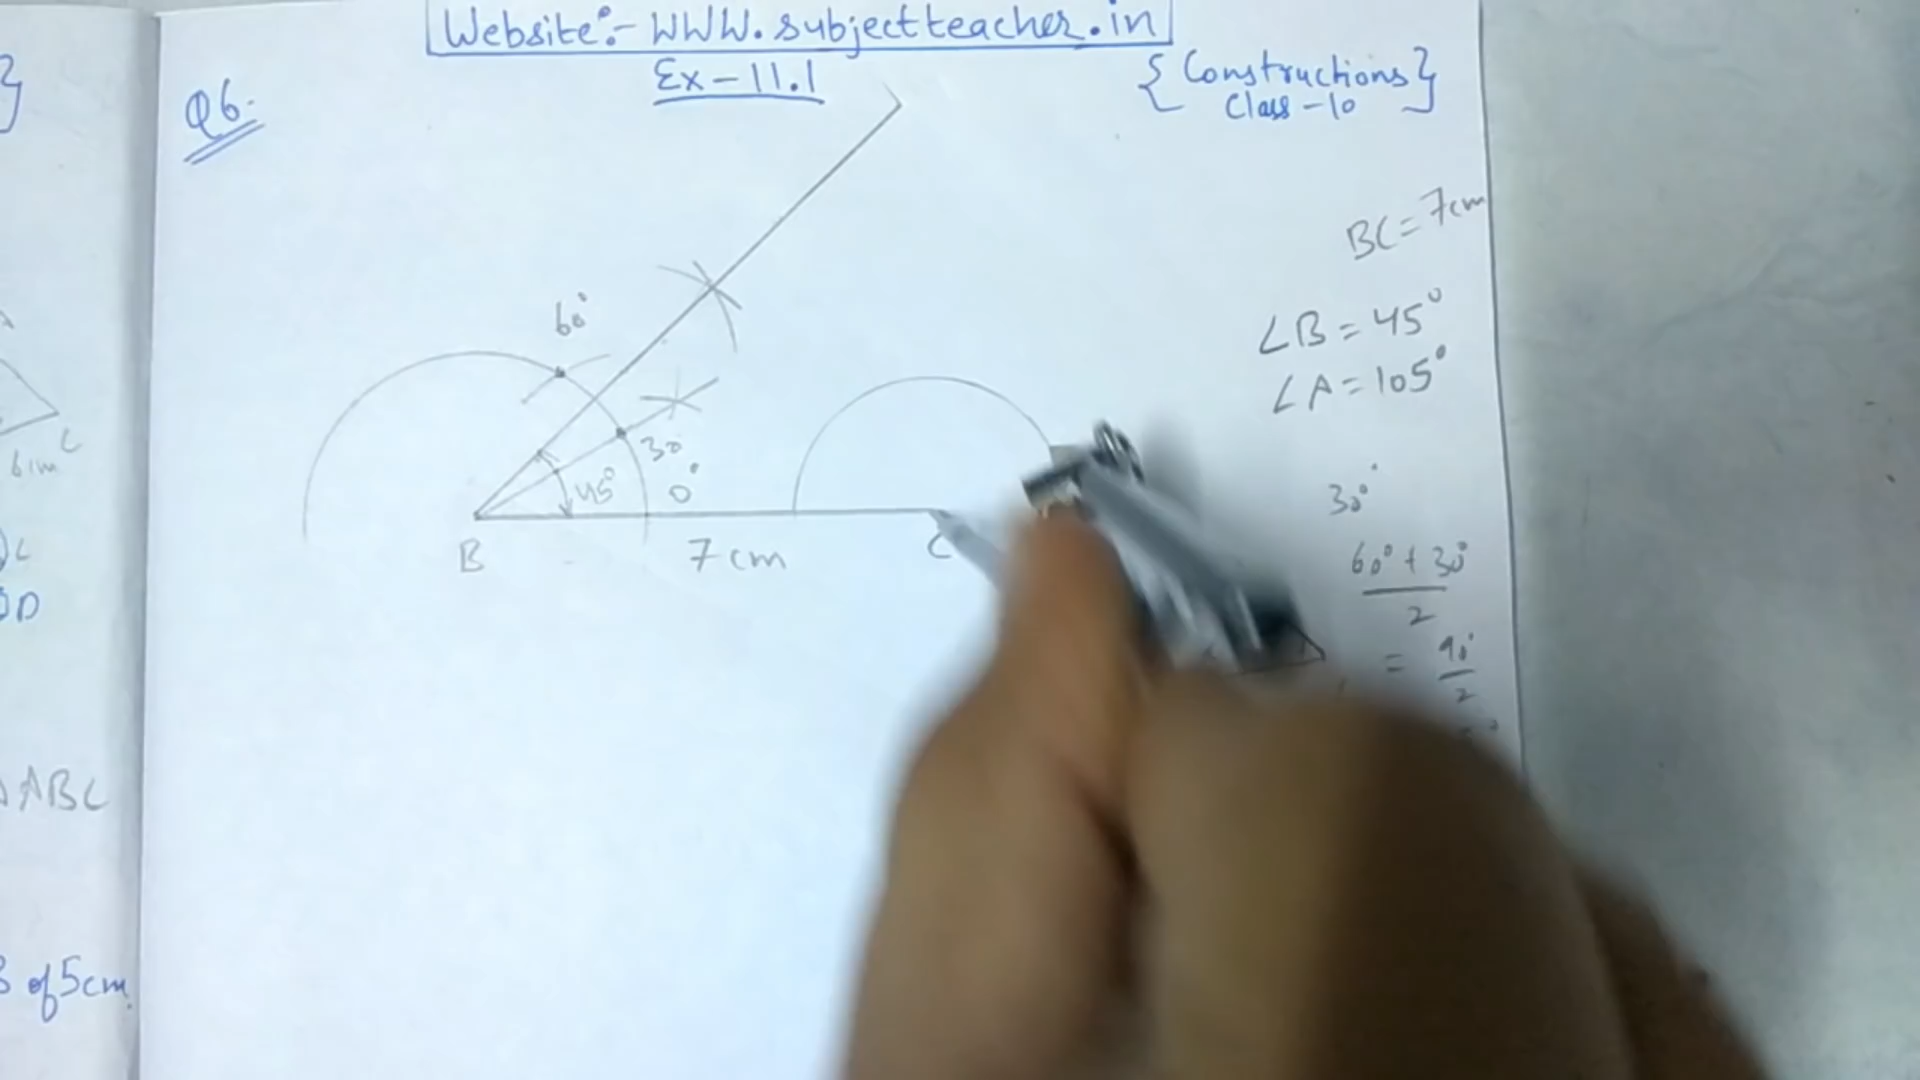 Website:- WWW.subjectteacher.in
Ex-11.1
{Constructions}
Class-10
Q6.
BC=7cm
∠B=45°
∠A=105°
60°
30
0°
45°
B
7cm
C
30°
60°+30°
2
= 90°
2
C
6cm
ABC
of 5cm